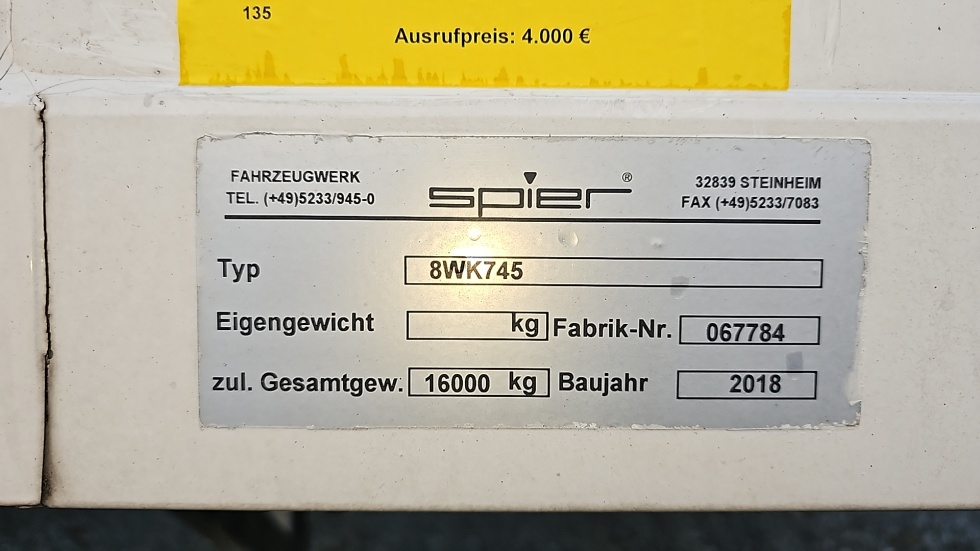 135
Ausrufpreis: 4.000 €
FAHRZEUGWERK
TEL. (+49)5233/945-0
spier ®
32839 STEINHEIM
FAX (+49)5233/7083
Typ 8WK745
Eigengewicht kg Fabrik-Nr. 067784
zul. Gesamtgew. 16000 kg Baujahr 2018